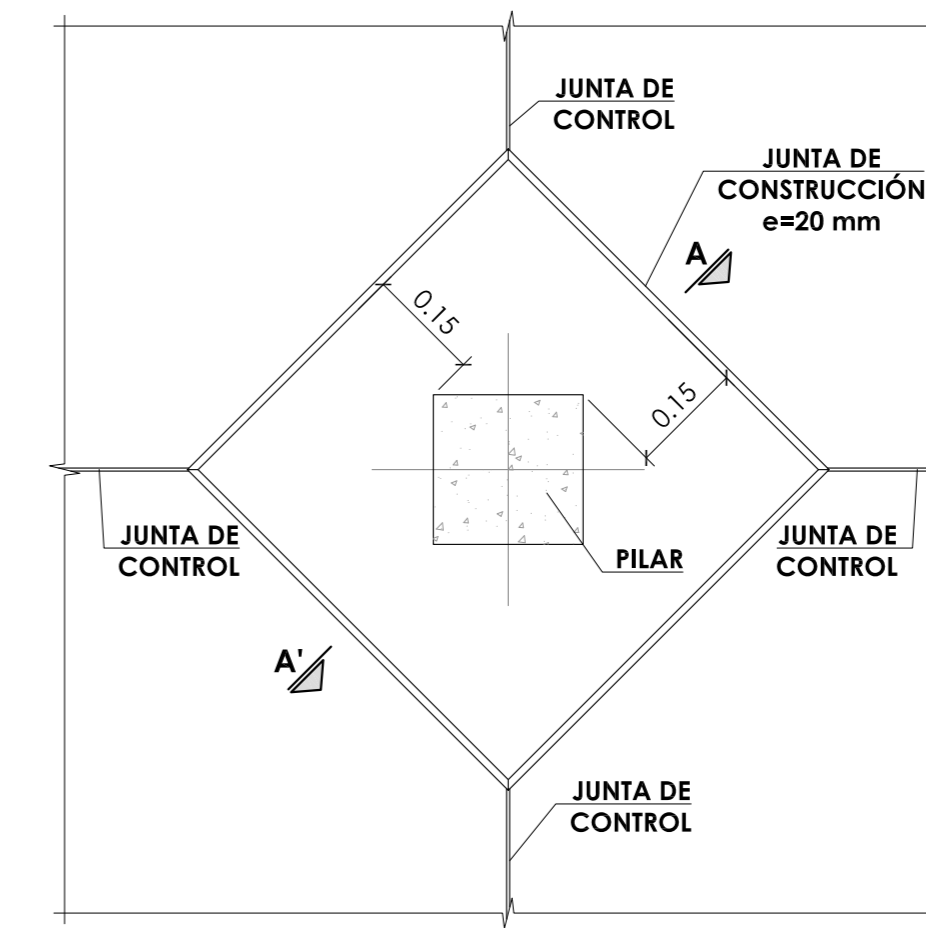 JUNTA DE
CONTROL
JUNTA DE
CONSTRUCCIÓN
e=20 mm
A
0.15
0.15
JUNTA DE
CONTROL
JUNTA DE
CONTROL
PILAR
A'
JUNTA DE
CONTROL